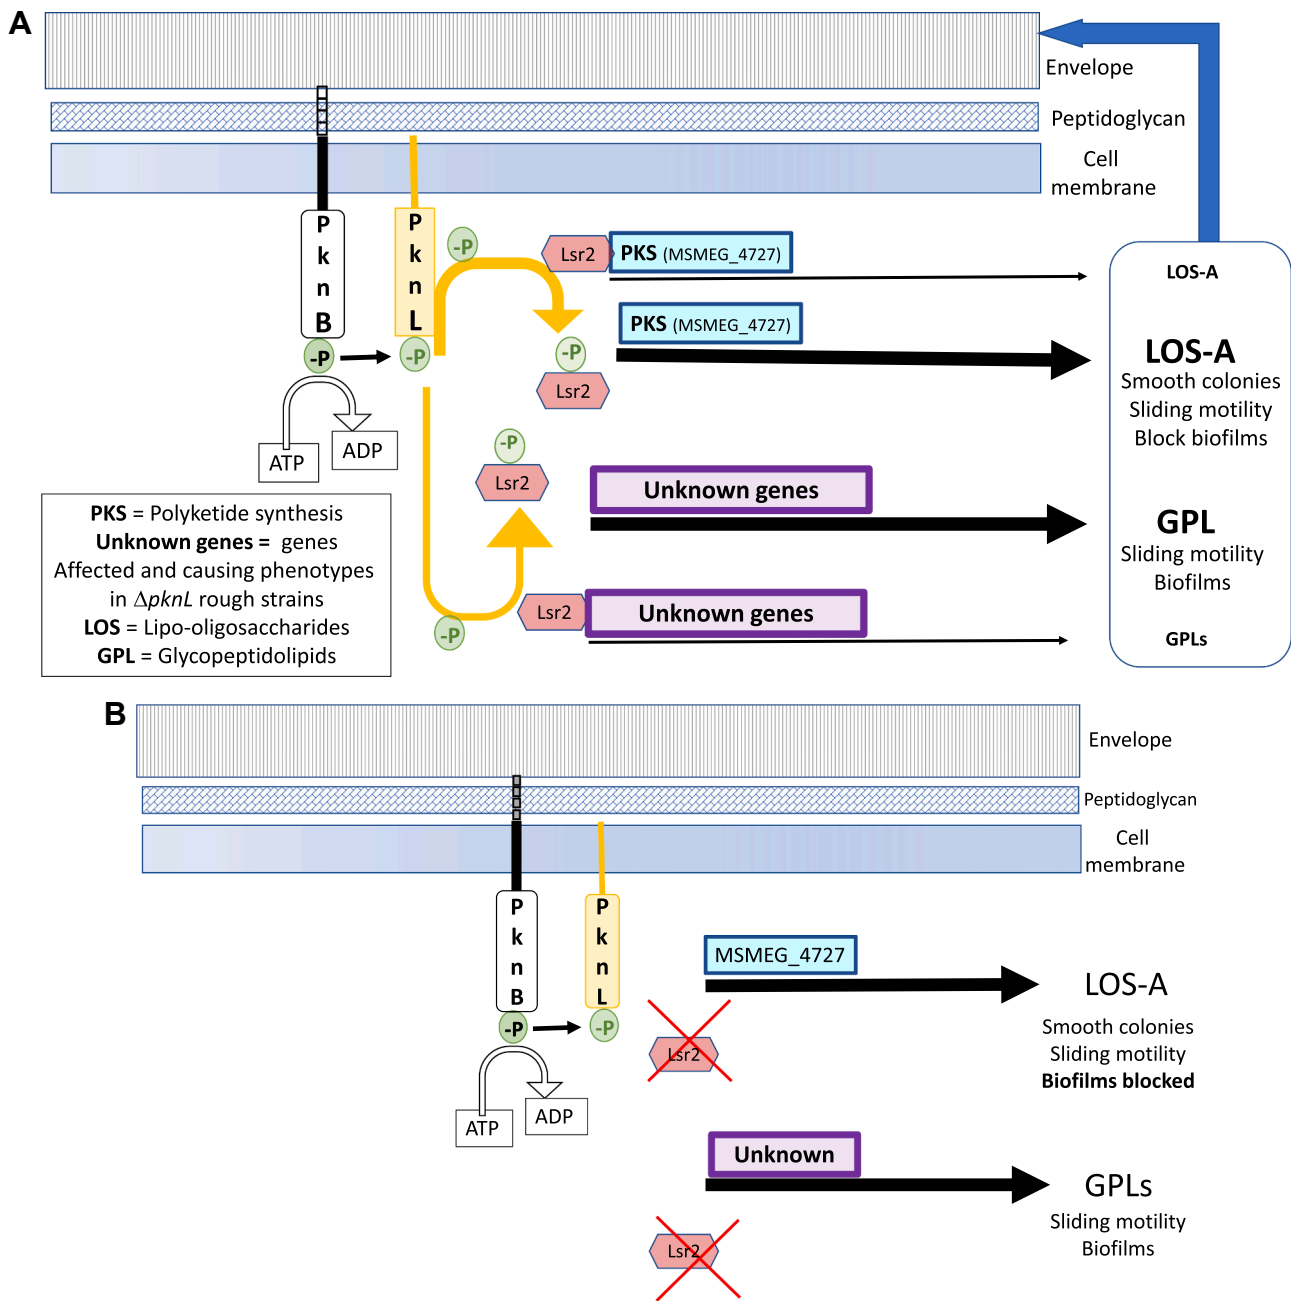 A
Envelope
Peptidoglycan
Cell
membrane
P
k
n
B
P
k
n
L
-P
-P
-P
Lsr2
PKS (MSMEG_4727)
LOS-A
PKS (MSMEG_4727)
-P
Lsr2
LOS-A
Smooth colonies
Sliding motility
Block biofilms
ATP
ADP
-P
Lsr2
Unknown genes
GPL
Sliding motility
Biofilms
-P
Lsr2
Unknown genes
GPLs
PKS = Polyketide synthesis
Unknown genes = genes
Affected and causing phenotypes
in ΔpknL rough strains
LOS = Lipo-oligosaccharides
GPL = Glycopeptidolipids
B
Envelope
Peptidoglycan
Cell
membrane
P
k
n
B
P
k
n
L
-P
-P
ATP
ADP
MSMEG_4727
Lsr2
LOS-A
Smooth colonies
Sliding motility
Biofilms blocked
Unknown
Lsr2
GPLs
Sliding motility
Biofilms